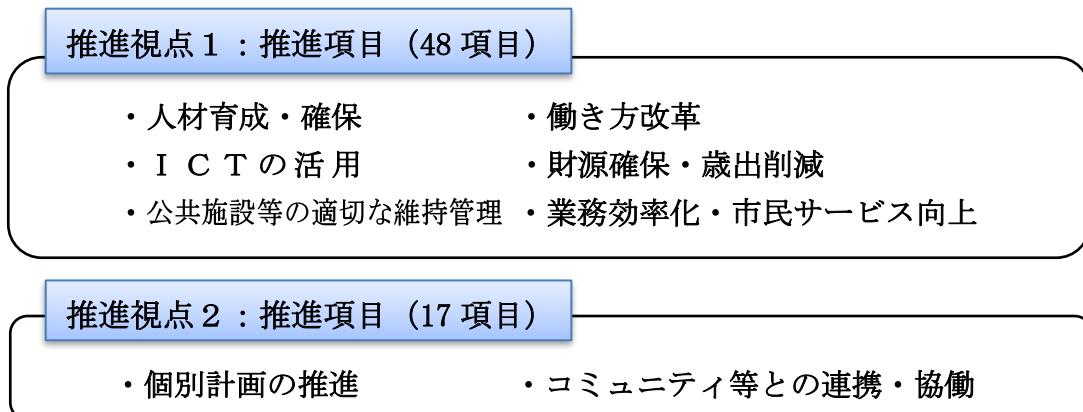 推進視点1：推進項目（48項目）
・人材育成・確保 ・働き方改革
・ICTの活用 ・財源確保・歳出削減
・公共施設等の適切な維持管理 ・業務効率化・市民サービス向上
推進視点2：推進項目（17項目）
・個別計画の推進 ・コミュニティ等との連携・協働